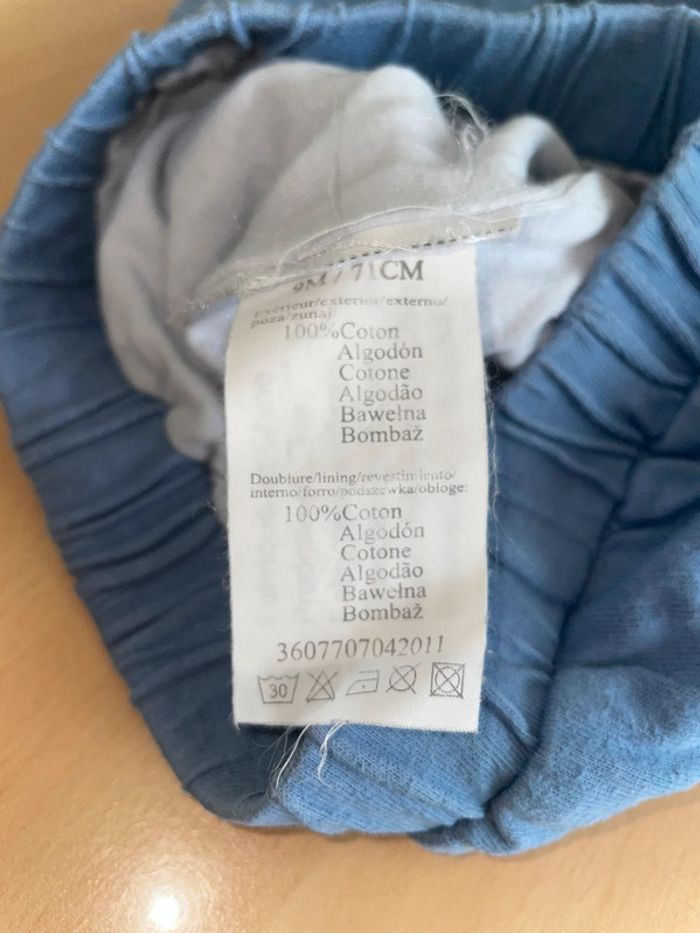 9M / 71CM
Extérieur/exterior/externo/
poza/zunaj
100%Coton
Algodón
Cotone
Algodão
Bawełna
Bombaž
Doublure/lining/revestimiento/
interno/forro/podszewka/obloge:
100%Coton
Algodón
Cotone
Algodão
Bawełna
Bombaž
3607707042011
30